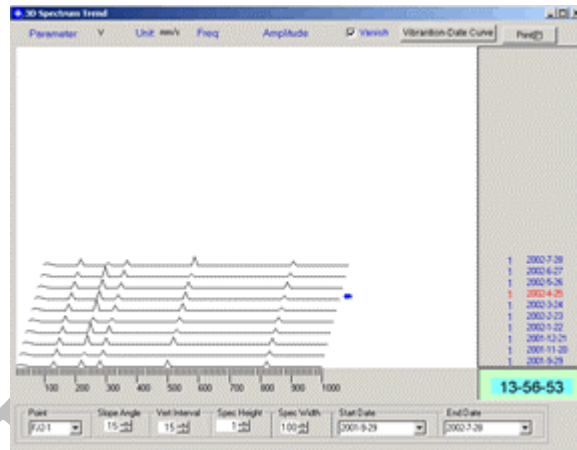 3D Spectrum Trend
Parameter V Unit mm/s Freq Amplitude Vanish Vibrantion-Date Curve Print(P)
1 2002-7-28
1 2002-6-27
1 2002-5-26
1 2002-4-25
1 2002-3-24
1 2002-2-23
1 2002-1-22
1 2001-12-21
1 2001-11-20
1 2001-9-29
100 200 300 400 500 600 700 800 900 1000
13-56-53
Point Slope Angle Vert Interval Spec Height Spec Width Start Date End Date
15 15 1 100 2001-9-29 2002-7-28